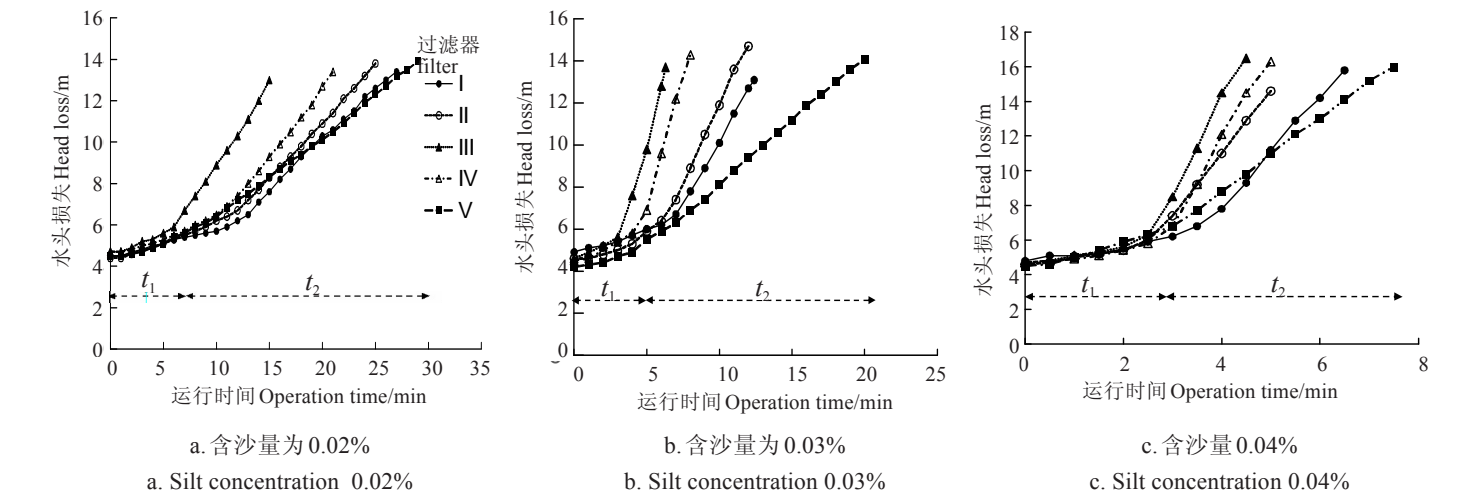 16
14
12
10
8
6
4
2
0
0 5 10 15 20 25 30 35
水头损失 Head loss/m
运行时间 Operation time/min
t1
t2
过滤器
filter
I
II
III
IV
V
a. 含沙量为 0.02%
a. Silt concentration 0.02%
16
14
12
10
8
6
4
2
0
0 5 10 15 20 25
水头损失 Head loss/m
运行时间 Operation time/min
t1
t2
b. 含沙量为 0.03%
b. Silt concentration 0.03%
18
16
14
12
10
8
6
4
2
0
0 2 4 6 8
水头损失 Head loss/m
运行时间 Operation time/min
t1
t2
c. 含沙量 0.04%
c. Silt concentration 0.04%